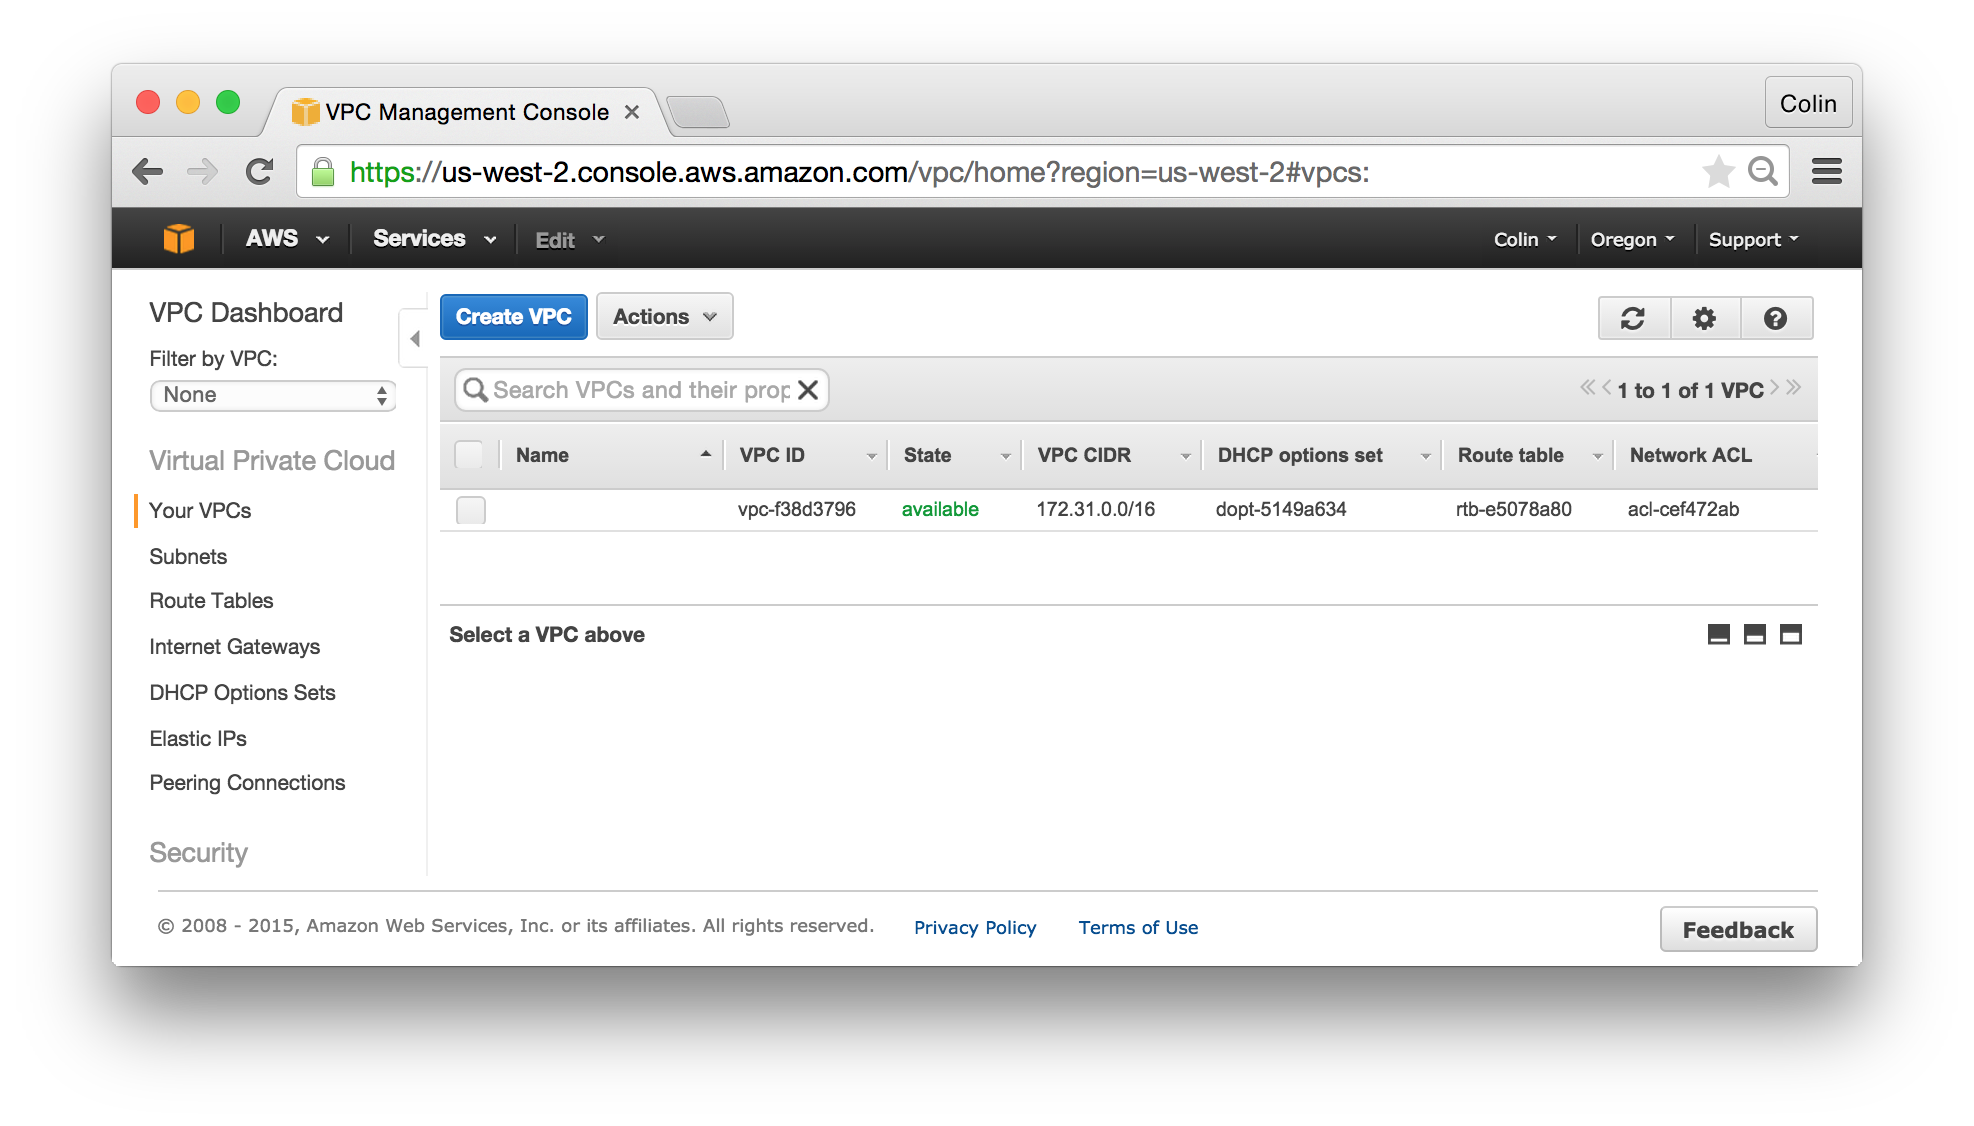 VPC Management Console
Colin
https://us-west-2.console.aws.amazon.com/vpc/home?region=us-west-2#vpcs:
AWS Services Edit Colin Oregon Support
VPC Dashboard
Filter by VPC:
None
Virtual Private Cloud
Your VPCs
Subnets
Route Tables
Internet Gateways
DHCP Options Sets
Elastic IPs
Peering Connections
Security
Create VPC Actions
Search VPCs and their prop
1 to 1 of 1 VPC
Name VPC ID State VPC CIDR DHCP options set Route table Network ACL
vpc-f38d3796 available 172.31.0.0/16 dopt-5149a634 rtb-e5078a80 acl-cef472ab
Select a VPC above
© 2008 - 2015, Amazon Web Services, Inc. or its affiliates. All rights reserved. Privacy Policy Terms of Use
Feedback